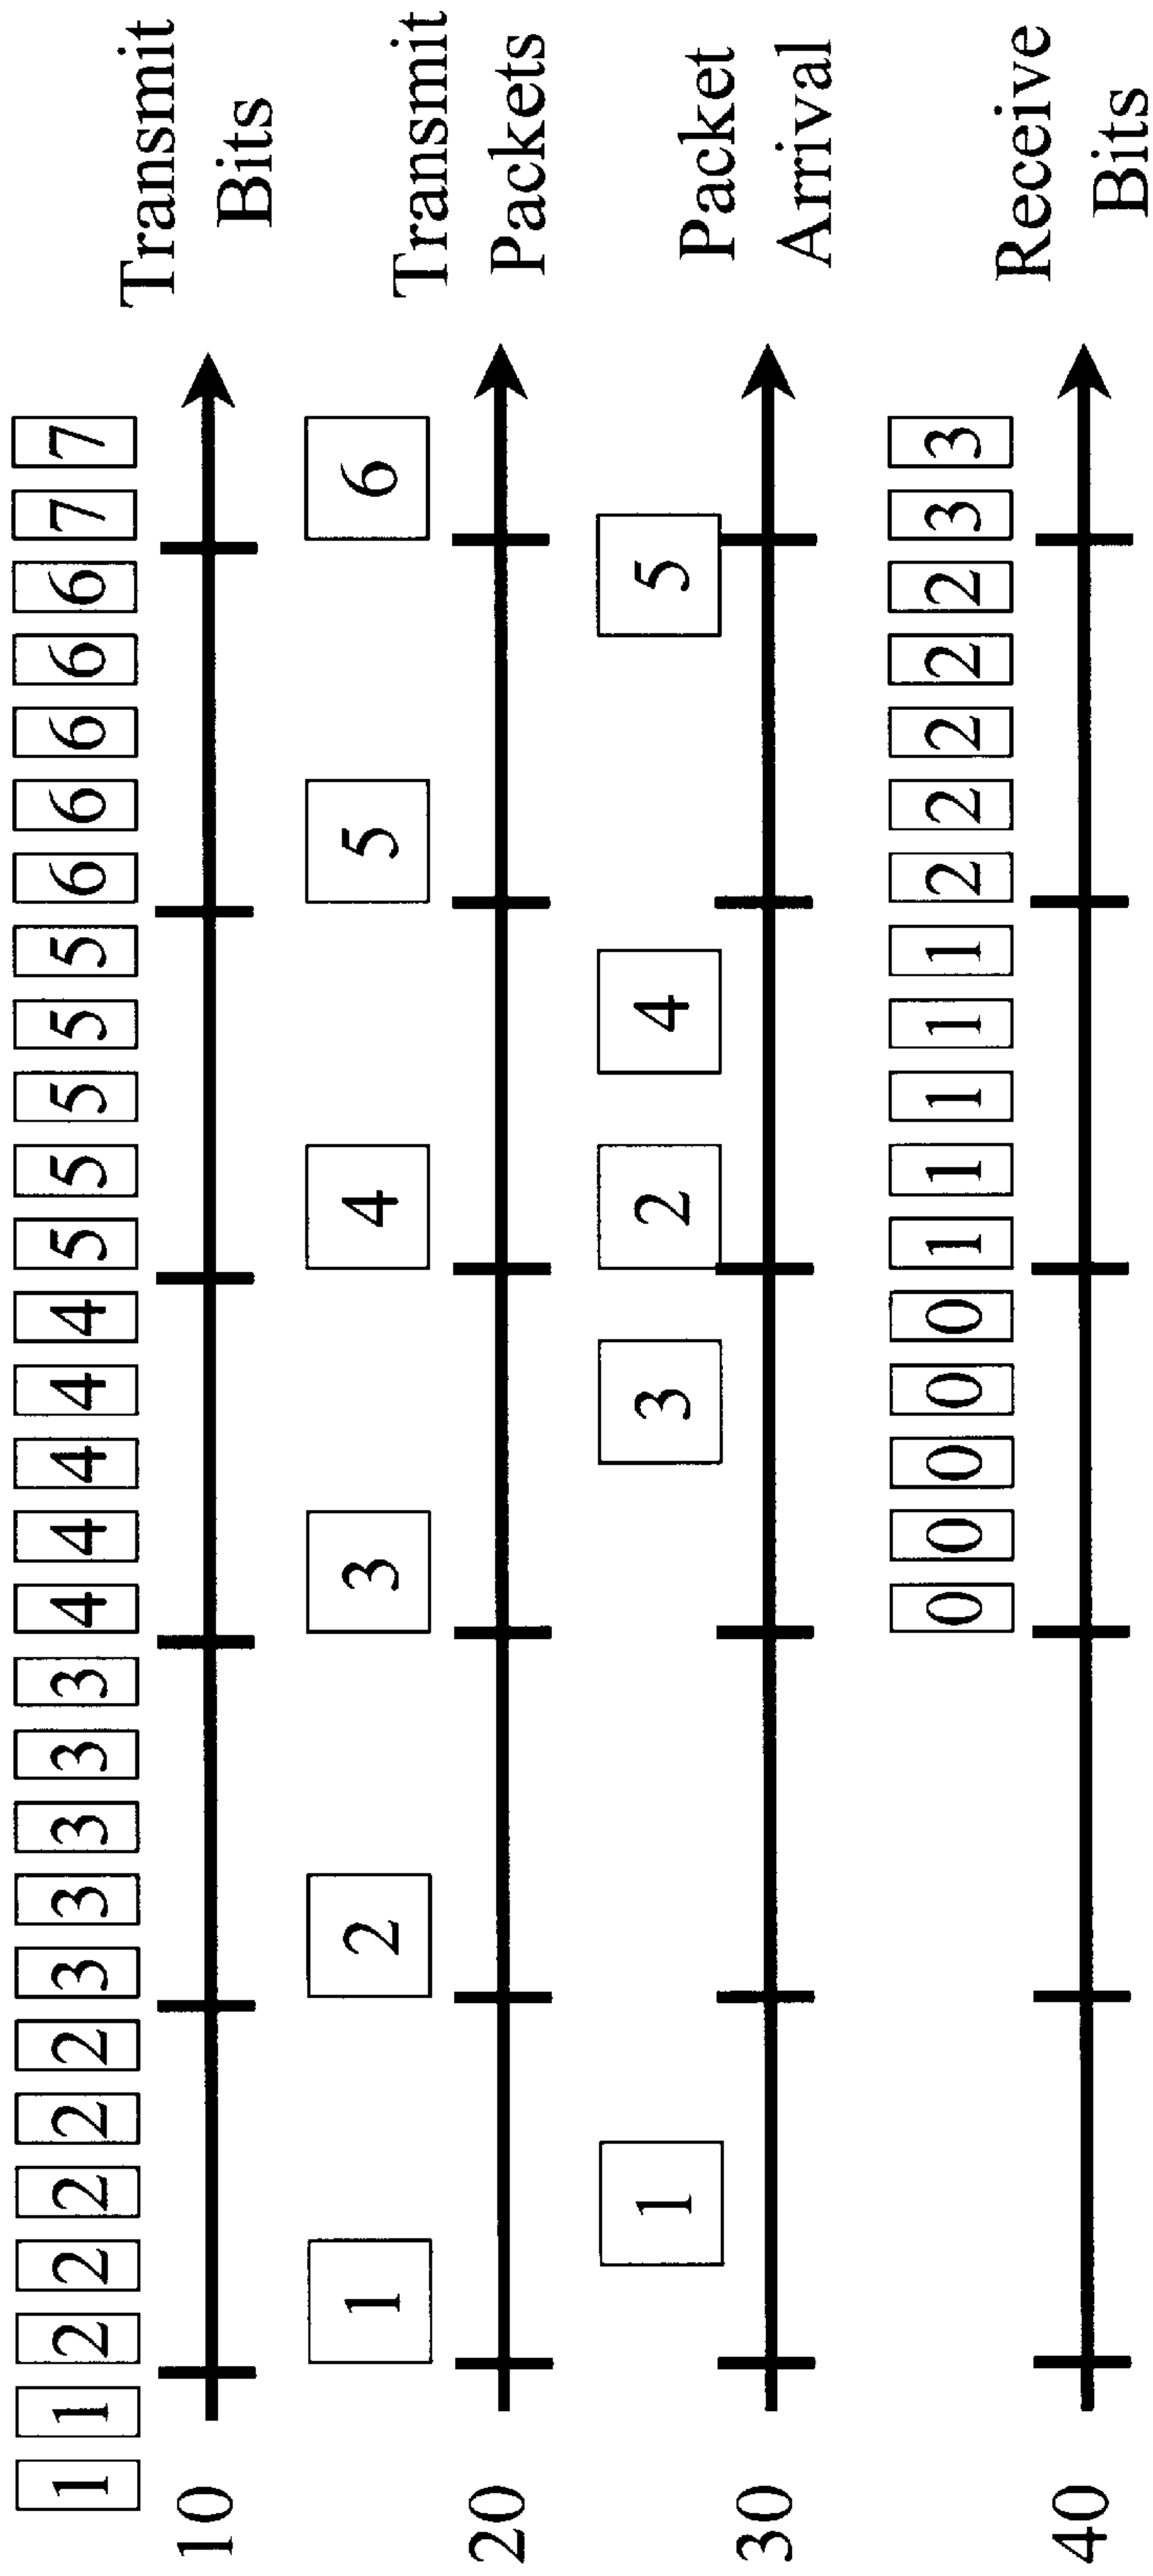 1 1 2 2 2 2 2 3 3 3 3 3 4 4 4 4 4 5 5 5 5 5 6 6 6 6 6 7 7
10 Transmit
Bits
1 2 3 4 5 6
20 Transmit
Packets
1 3 2 4 5
30 Packet
Arrival
0 0 0 0 0 1 1 1 1 1 2 2 2 2 2 3 3
40 Receive
Bits